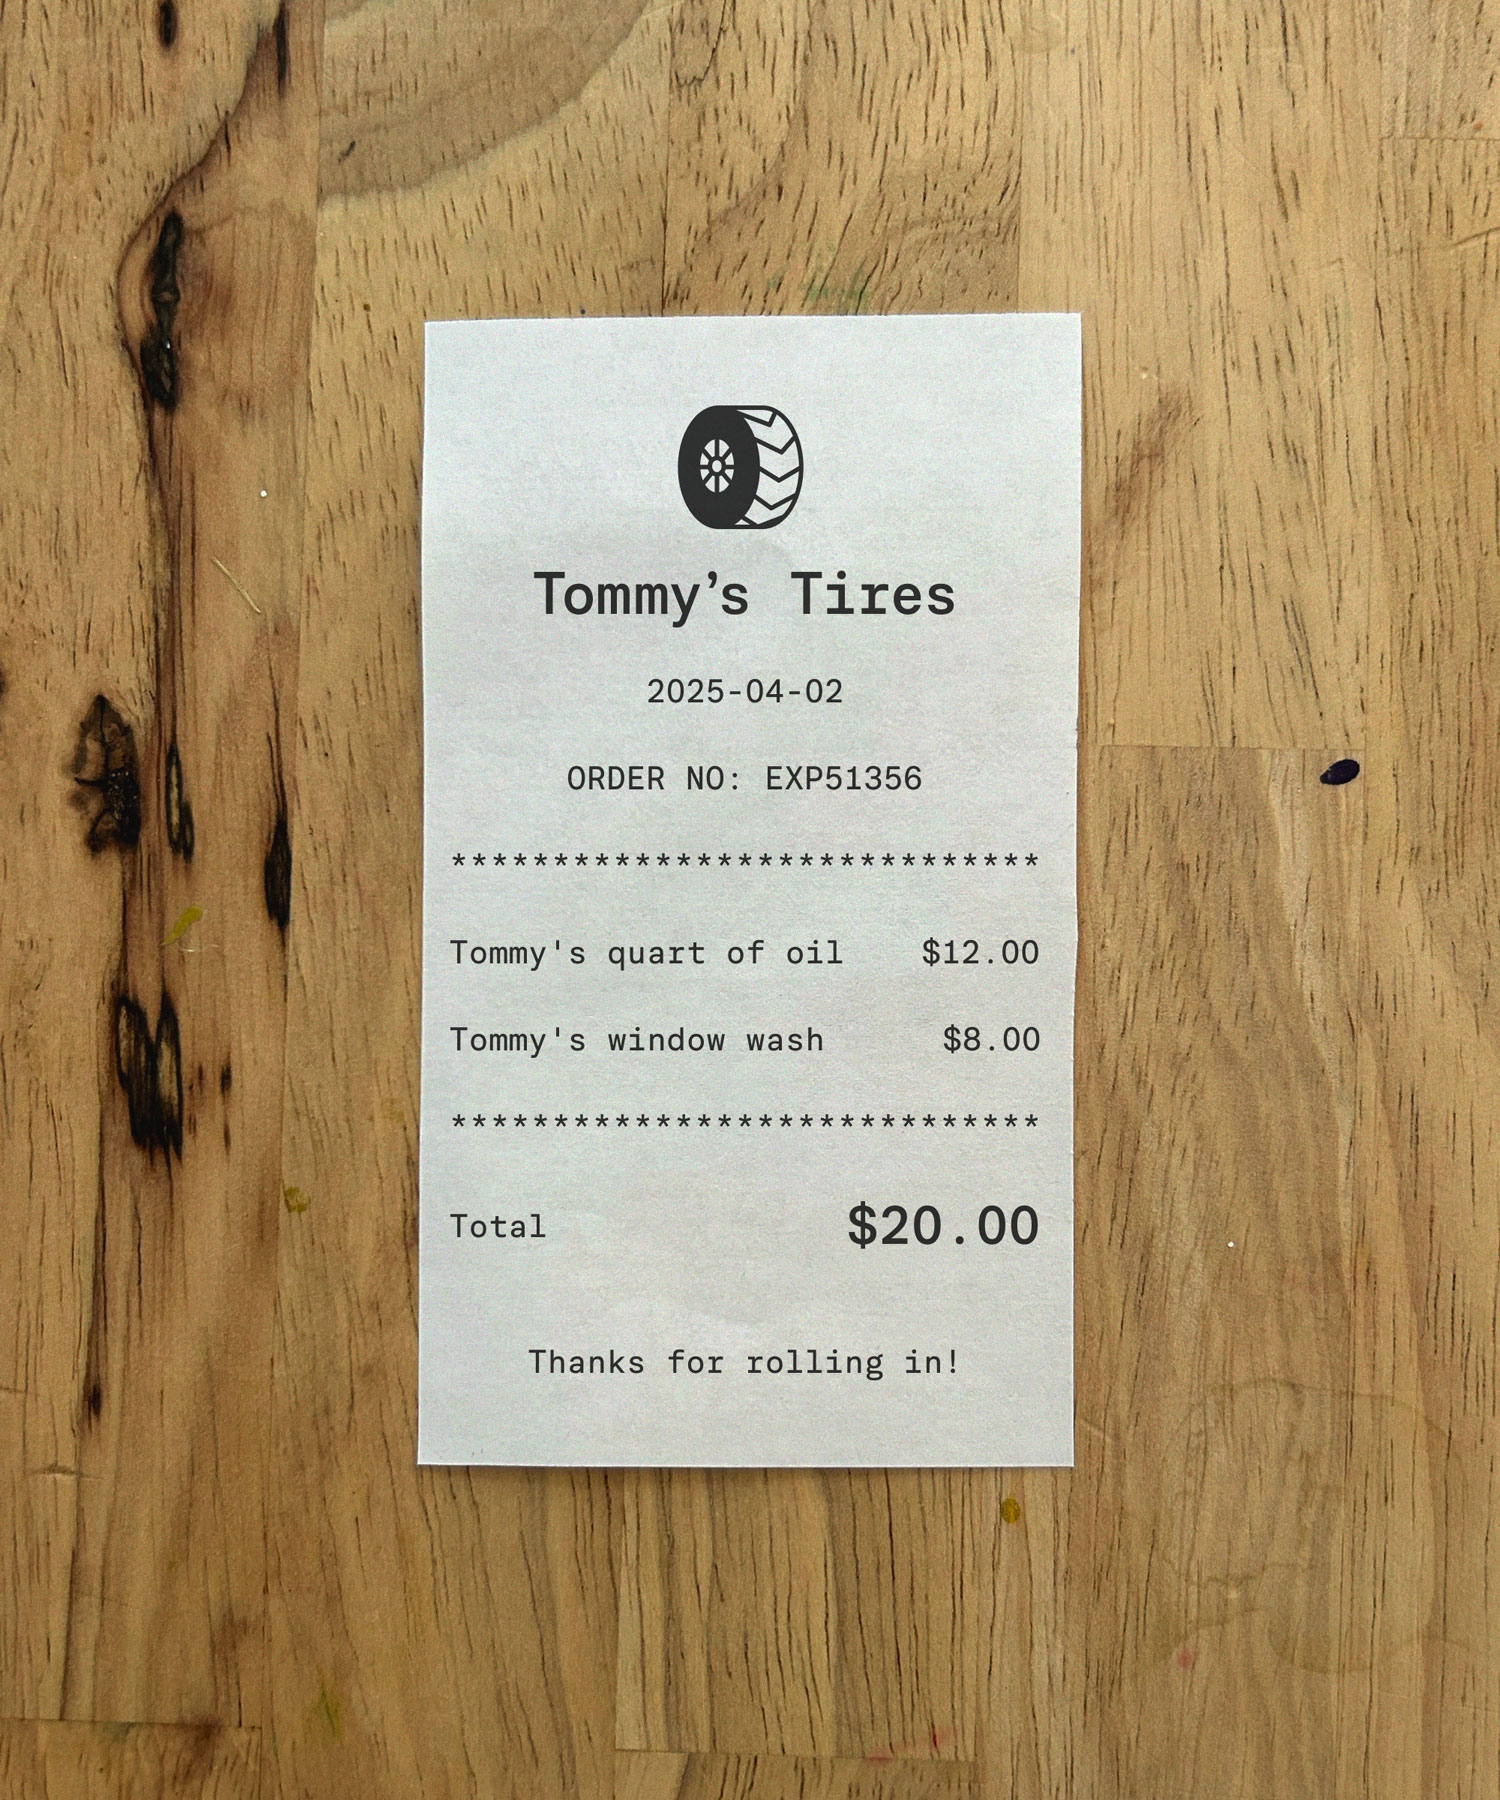 Tommy’s Tires
2025-04-02
ORDER NO: EXP51356
*****************************
Tommy's quart of oil $12.00
Tommy's window wash $8.00
*****************************
Total $20.00
Thanks for rolling in!